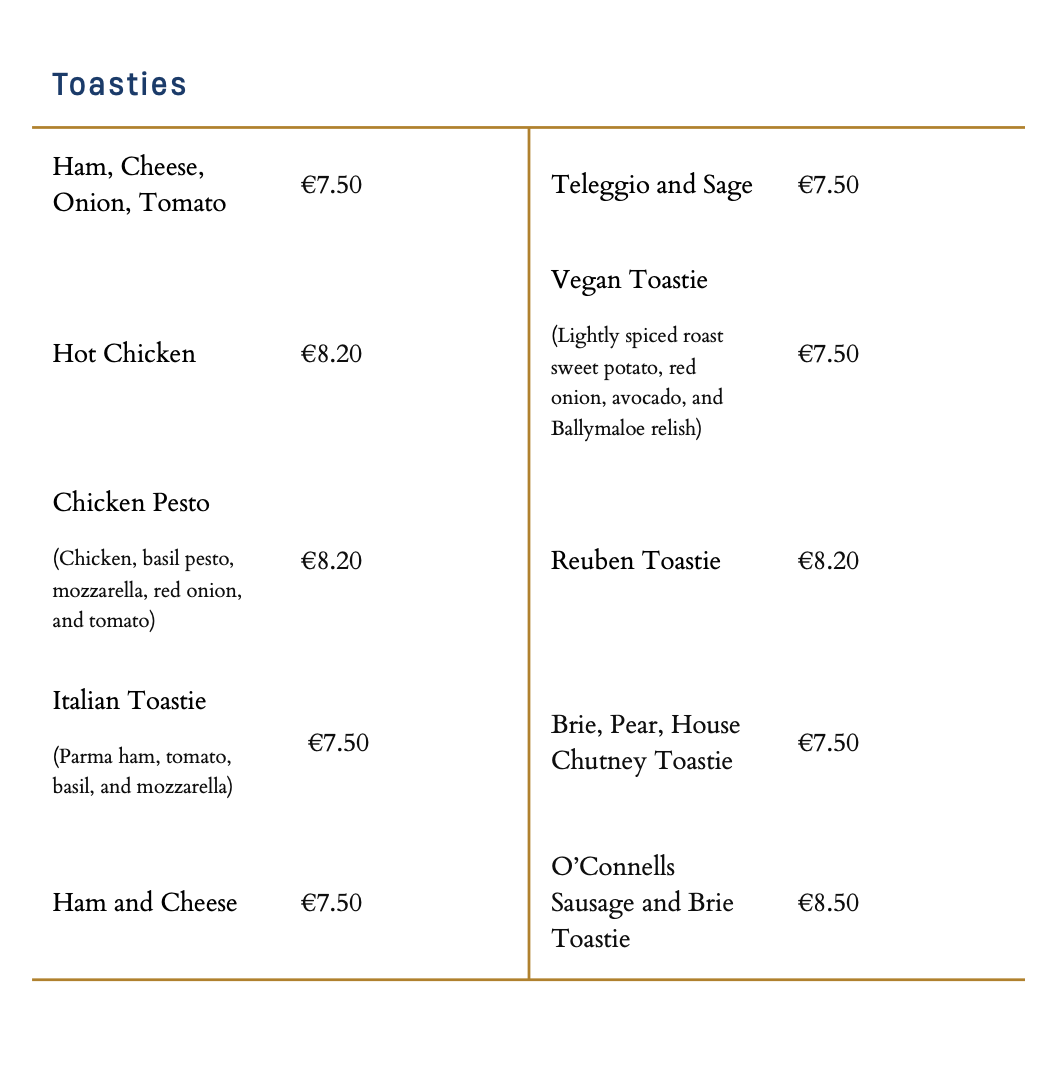 Toasties
Ham, Cheese,
Onion, Tomato
€7.50
Teleggio and Sage
€7.50
Hot Chicken
€8.20
Vegan Toastie
(Lightly spiced roast
sweet potato, red
onion, avocado, and
Ballymaloe relish)
€7.50
Chicken Pesto
(Chicken, basil pesto,
mozzarella, red onion,
and tomato)
€8.20
Reuben Toastie
€8.20
Italian Toastie
(Parma ham, tomato,
basil, and mozzarella)
€7.50
Brie, Pear, House
Chutney Toastie
€7.50
Ham and Cheese
€7.50
O’Connells
Sausage and Brie
Toastie
€8.50